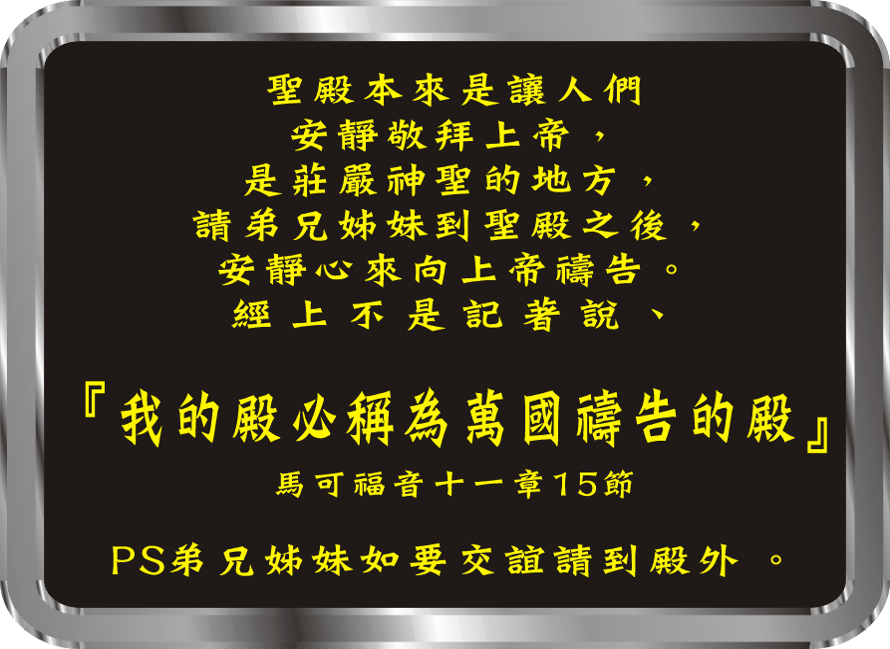 聖殿本來是讓人們
安靜敬拜上帝，
是莊嚴神聖的地方，
請弟兄姊妹到聖殿之後，
安靜心來向上帝禱告。
經上不是記著說、
『我的殿必稱為萬國禱告的殿』
馬可福音十一章15節
PS弟兄姊妹如要交誼請到殿外。